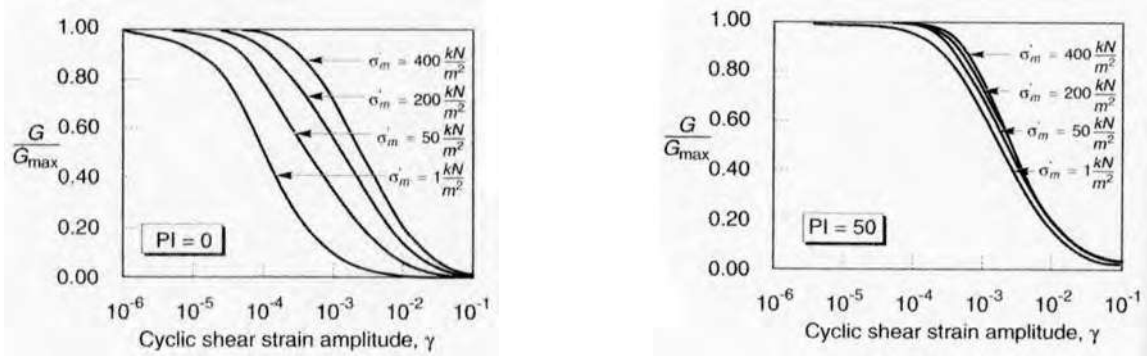 1.00
0.80
0.60
0.40
0.20
0.00
G
G_max
σ'm = 400 kN/m²
σ'm = 200 kN/m²
σ'm = 50 kN/m²
σ'm = 1 kN/m²
PI = 0
10⁻⁶ 10⁻⁵ 10⁻⁴ 10⁻³ 10⁻² 10⁻¹
Cyclic shear strain amplitude, γ
1.00
0.80
0.60
0.40
0.20
0.00
G
G_max
σ'm = 400 kN/m²
σ'm = 200 kN/m²
σ'm = 50 kN/m²
σ'm = 1 kN/m²
PI = 50
10⁻⁶ 10⁻⁵ 10⁻⁴ 10⁻³ 10⁻² 10⁻¹
Cyclic shear strain amplitude, γ